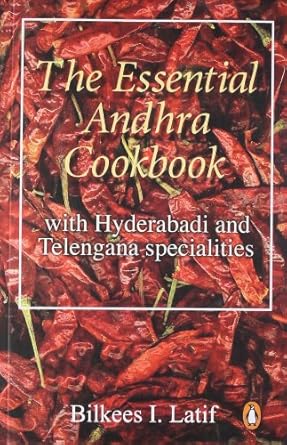 The Essential
Andhra
Cookbook
with Hyderabadi and
Telengana specialities
Bilkees I. Latif